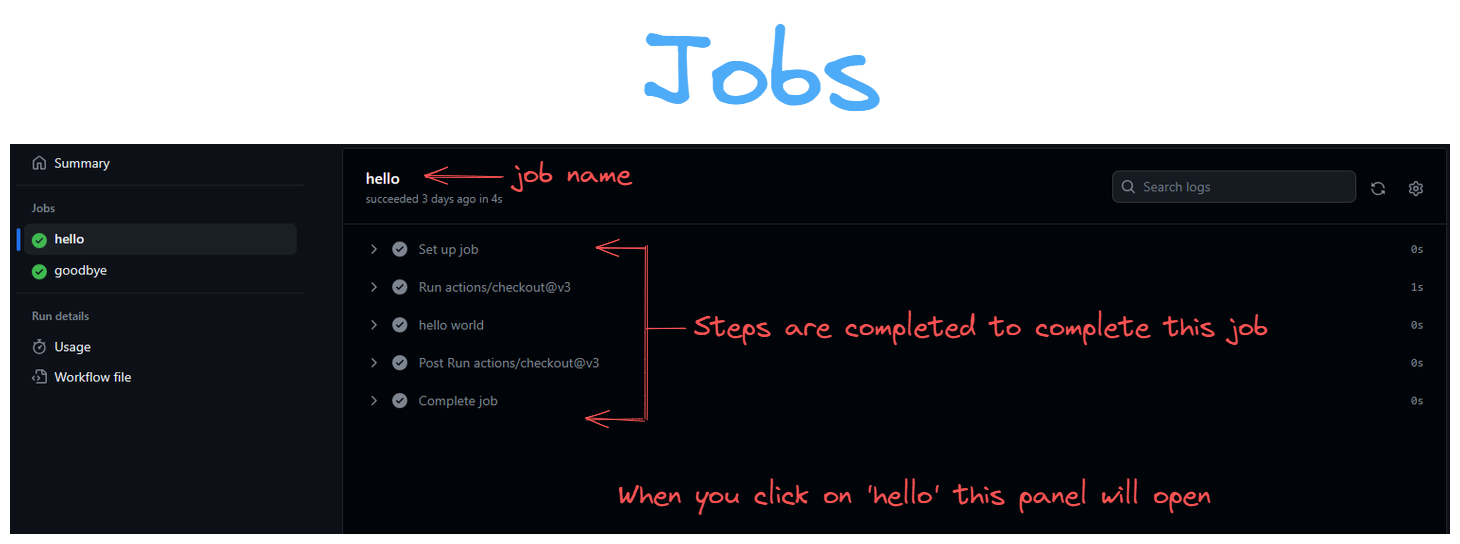 Jobs
Summary
Jobs
hello
goodbye
Run details
Usage
Workflow file
hello
job name
succeeded 3 days ago in 4s
Search logs
Set up job 0s
Run actions/checkout@v3 1s
hello world 0s
Steps are completed to complete this job
Post Run actions/checkout@v3 0s
Complete job 0s
When you click on 'hello' this panel will open